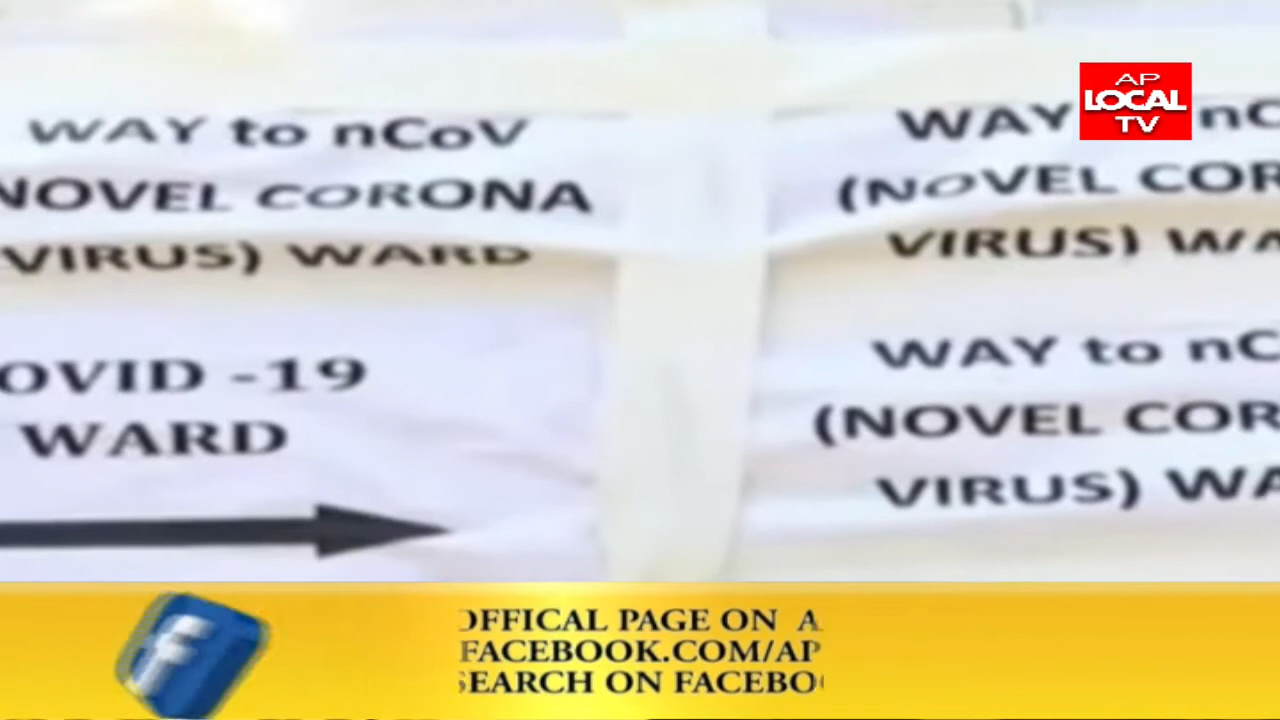 WAY to nCoV
NOVEL CORONA
VIRUS) WARD
OVID -19
WARD
WAY nC
(NOVEL COR
VIRUS) WA
WAY to nC
(NOVEL COR
VIRUS) WA
AP
LOCAL
TV
OFFICAL PAGE ON A
FACEBOOK.COM/AP
SEARCH ON FACEBO